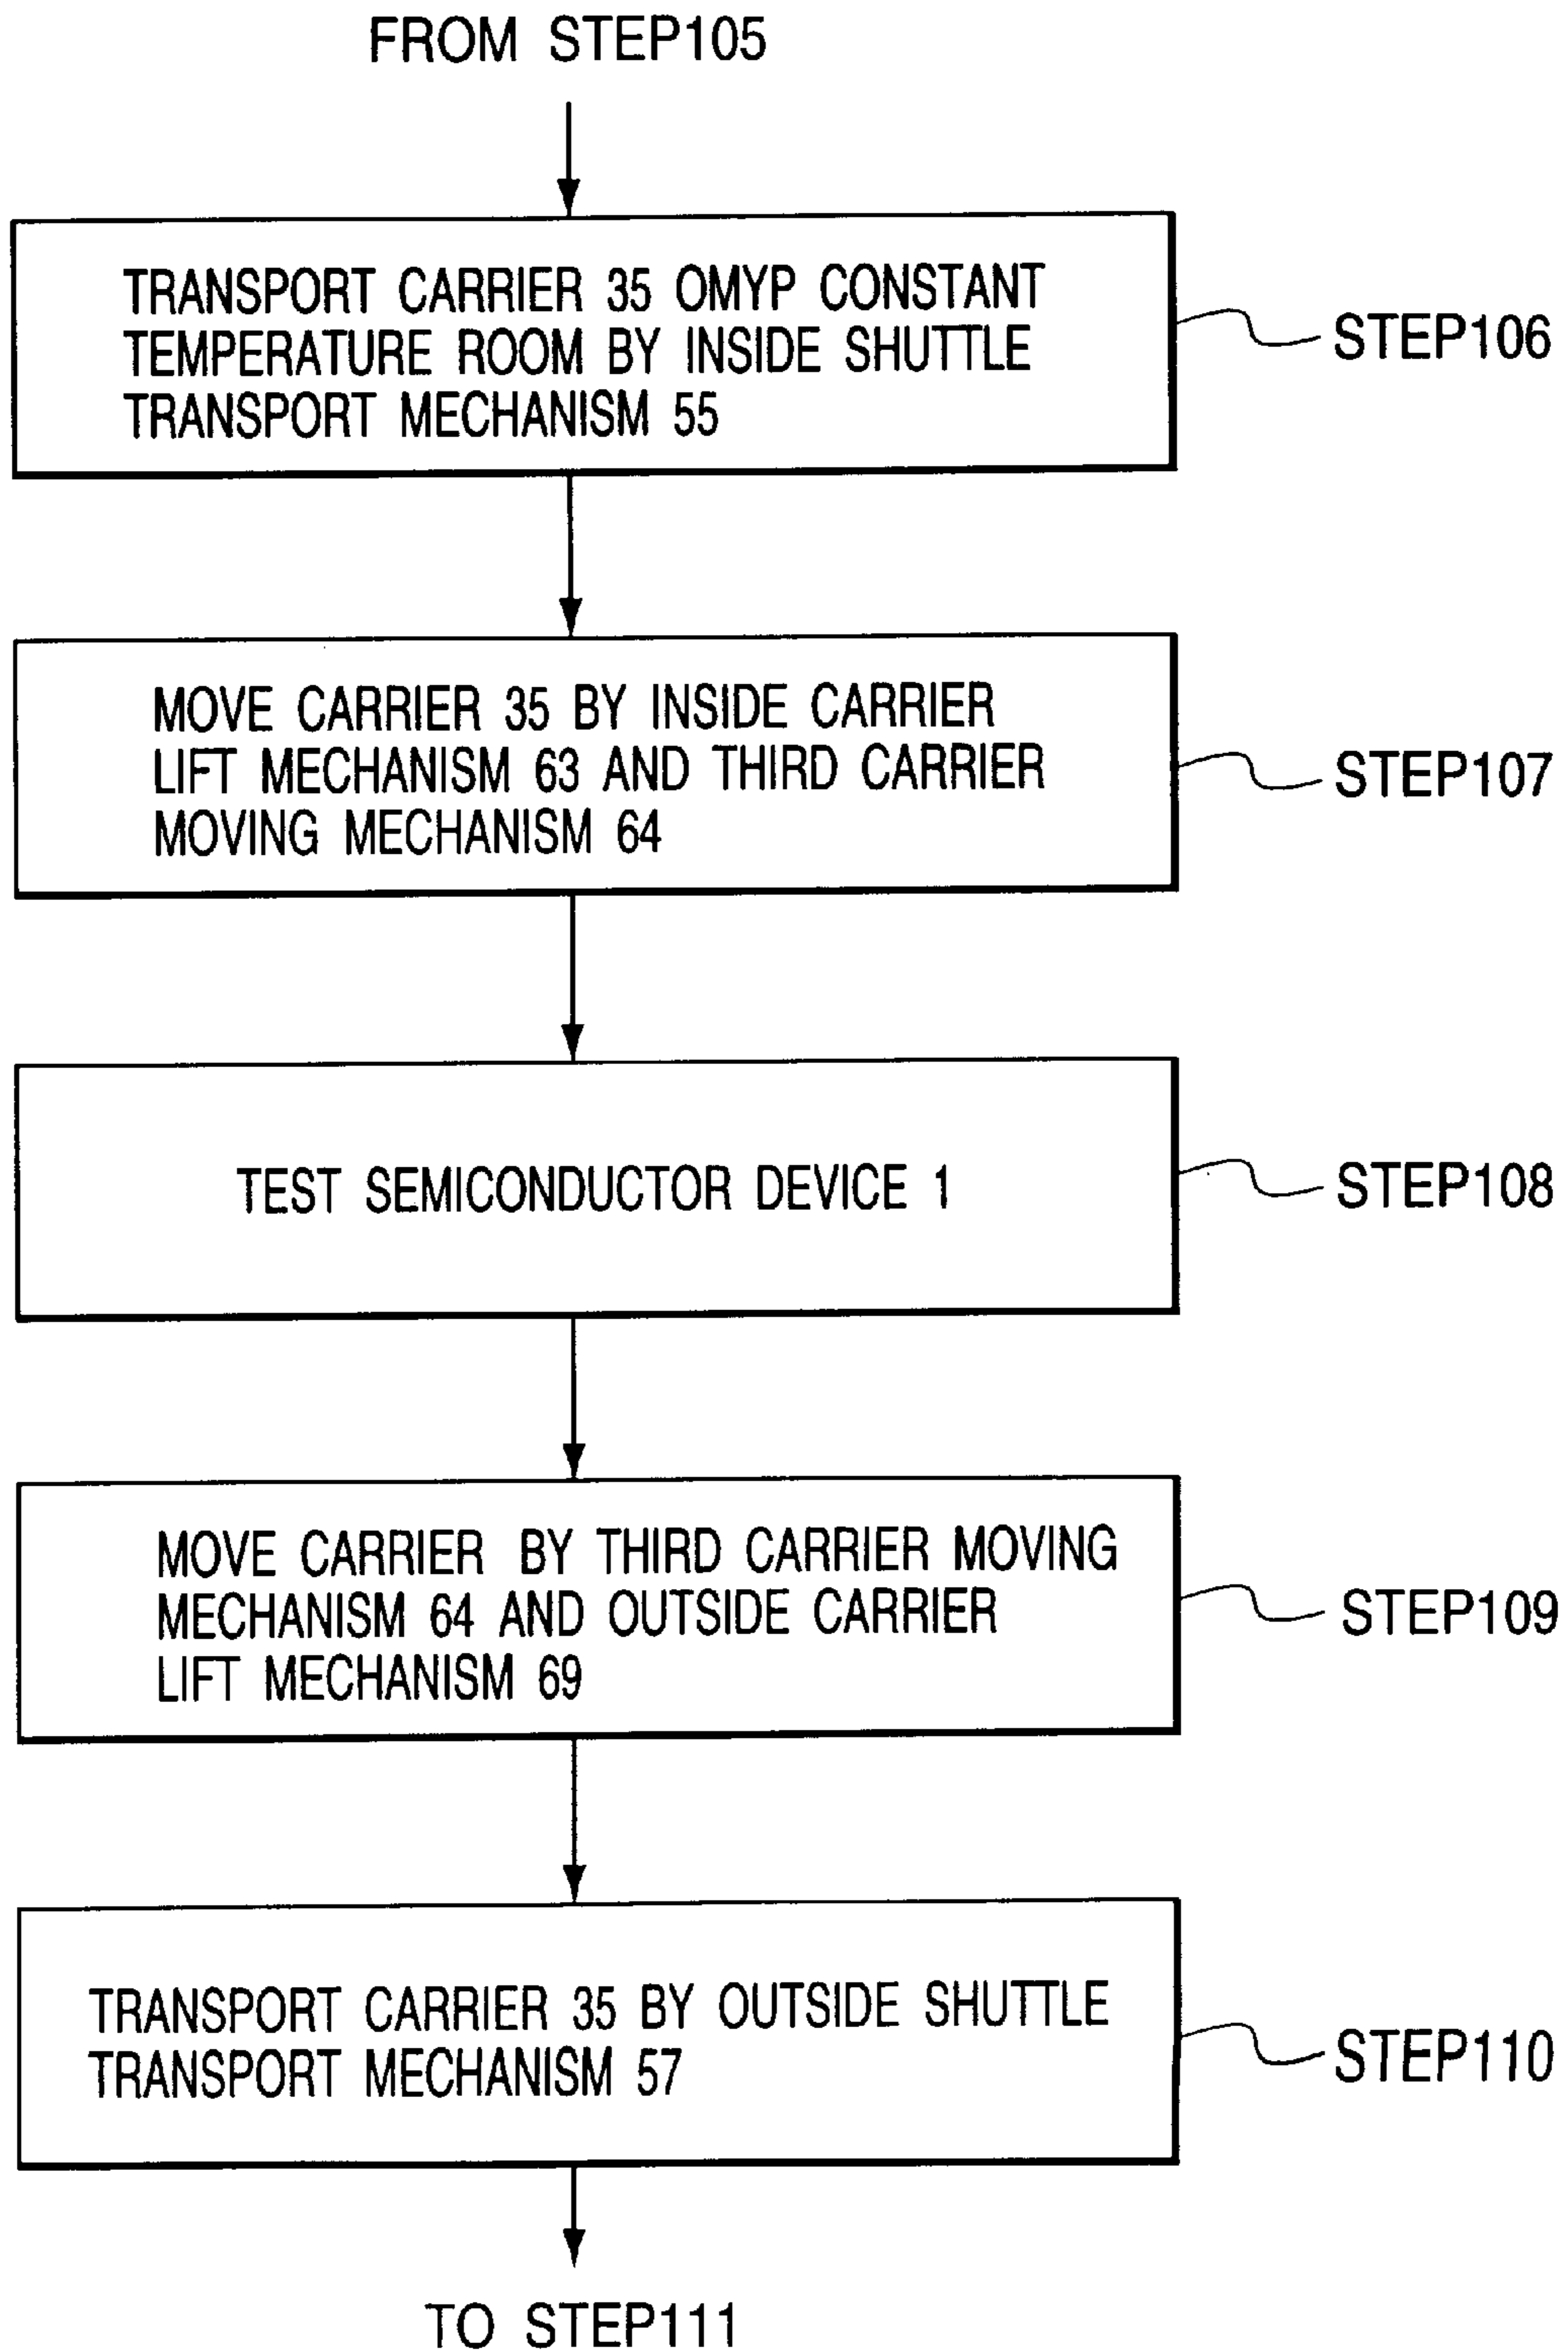 FROM STEP105
TRANSPORT CARRIER 35 OMYP CONSTANT
TEMPERATURE ROOM BY INSIDE SHUTTLE
TRANSPORT MECHANISM 55
STEP106
MOVE CARRIER 35 BY INSIDE CARRIER
LIFT MECHANISM 63 AND THIRD CARRIER
MOVING MECHANISM 64
STEP107
TEST SEMICONDUCTOR DEVICE 1
STEP108
MOVE CARRIER BY THIRD CARRIER MOVING
MECHANISM 64 AND OUTSIDE CARRIER
LIFT MECHANISM 69
STEP109
TRANSPORT CARRIER 35 BY OUTSIDE SHUTTLE
TRANSPORT MECHANISM 57
STEP110
TO STEP111